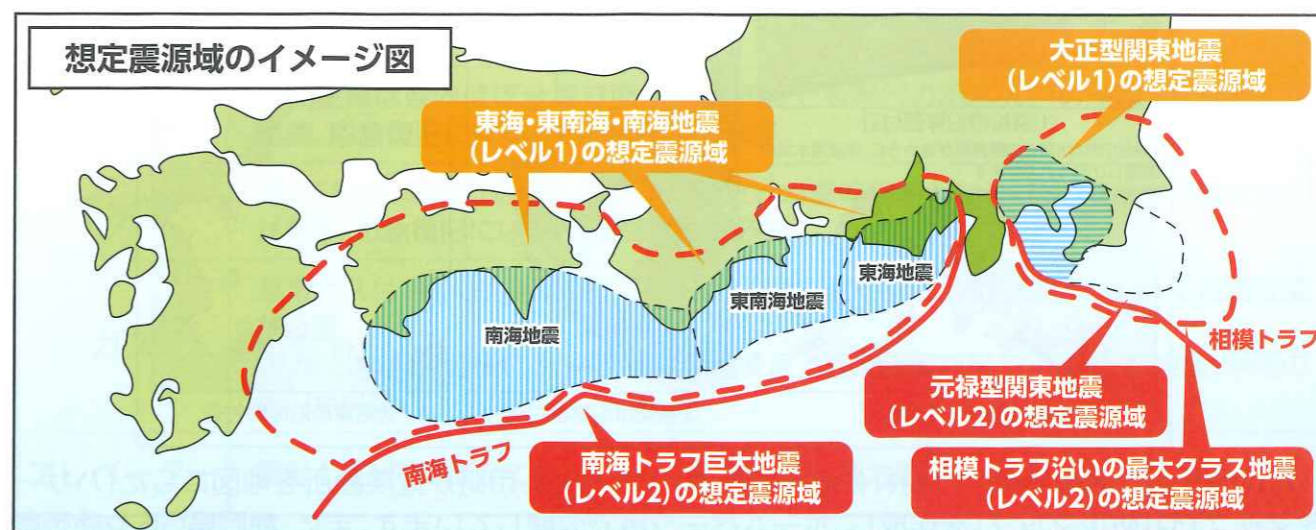 想定震源域のイメージ図
大正型関東地震
(レベル1)の想定震源域
東海・東南海・南海地震
(レベル1)の想定震源域
東海地震
東南海地震
南海地震
相模トラフ
元禄型関東地震
(レベル2)の想定震源域
南海トラフ
南海トラフ巨大地震
(レベル2)の想定震源域
相模トラフ沿いの最大クラス地震
(レベル2)の想定震源域